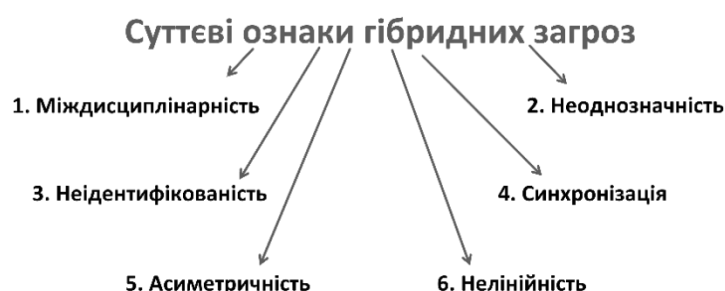 Суттєві ознаки гібридних загроз
1. Міждисциплінарність
2. Неоднозначність
3. Неідентифікованість
4. Синхронізація
5. Асиметричність
6. Нелінійність